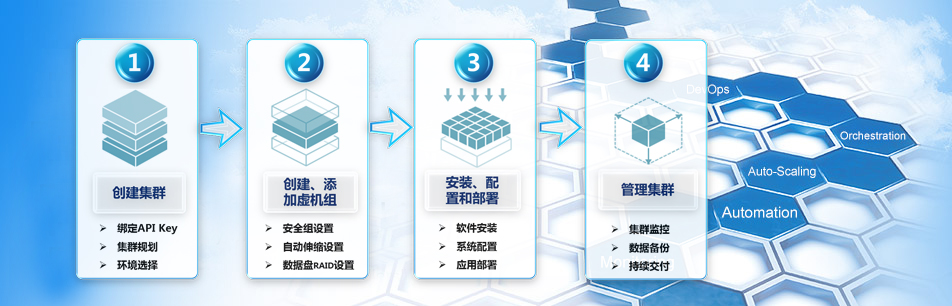 1
创建集群
绑定API Key
集群规划
环境选择
2
创建、添
加虚机组
安全组设置
自动伸缩设置
数据盘RAID设置
3
安装、配
置和部署
软件安装
系统配置
应用部署
4
管理集群
集群监控
数据备份
持续交付
DevOps
Orchestration
Auto-Scaling
Automation